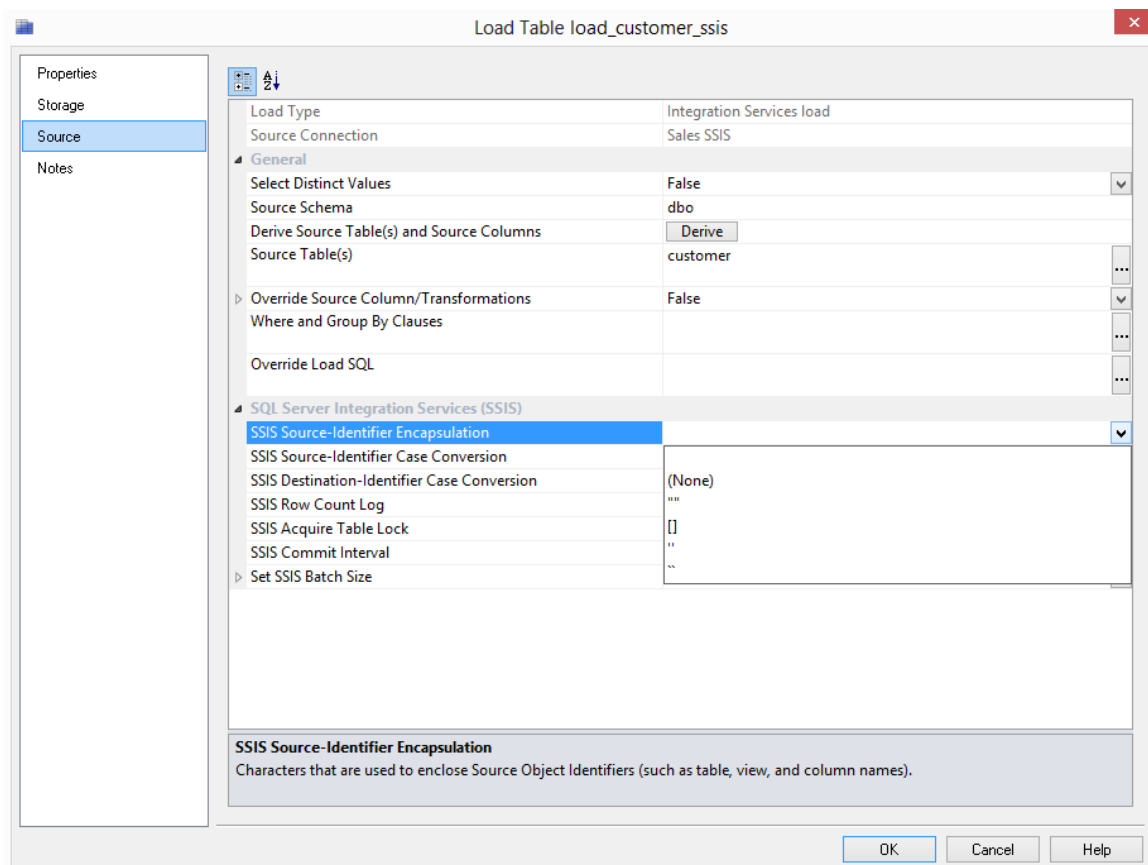 Load Table load_customer_ssis
Properties
Storage
Source
Notes
Load Type Integration Services load
Source Connection Sales SSIS
General
Select Distinct Values False
Source Schema dbo
Derive Source Table(s) and Source Columns Derive
Source Table(s) customer
...
Override Source Column/Transformations False
Where and Group By Clauses
...
Override Load SQL
...
SQL Server Integration Services (SSIS)
SSIS Source-Identifier Encapsulation
SSIS Source-Identifier Case Conversion
SSIS Destination-Identifier Case Conversion (None)
SSIS Row Count Log ""
SSIS Acquire Table Lock []
SSIS Commit Interval ''
Set SSIS Batch Size ``
SSIS Source-Identifier Encapsulation
Characters that are used to enclose Source Object Identifiers (such as table, view, and column names).
OK Cancel Help